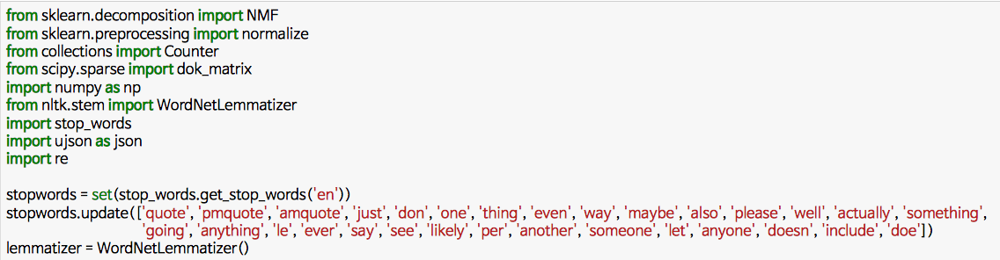 from sklearn.decomposition import NMF
from sklearn.preprocessing import normalize
from collections import Counter
from scipy.sparse import dok_matrix
import numpy as np
from nltk.stem import WordNetLemmatizer
import stop_words
import ujson as json
import re
stopwords = set(stop_words.get_stop_words('en'))
stopwords.update(['quote','pmquote','amquote','just','don','one','thing','even','way','maybe','also','please','well','actually','something',
'going','anything','le','ever','say','see','likely','per','another','someone','let','anyone','doesn','include','doe'])
lemmatizer = WordNetLemmatizer()